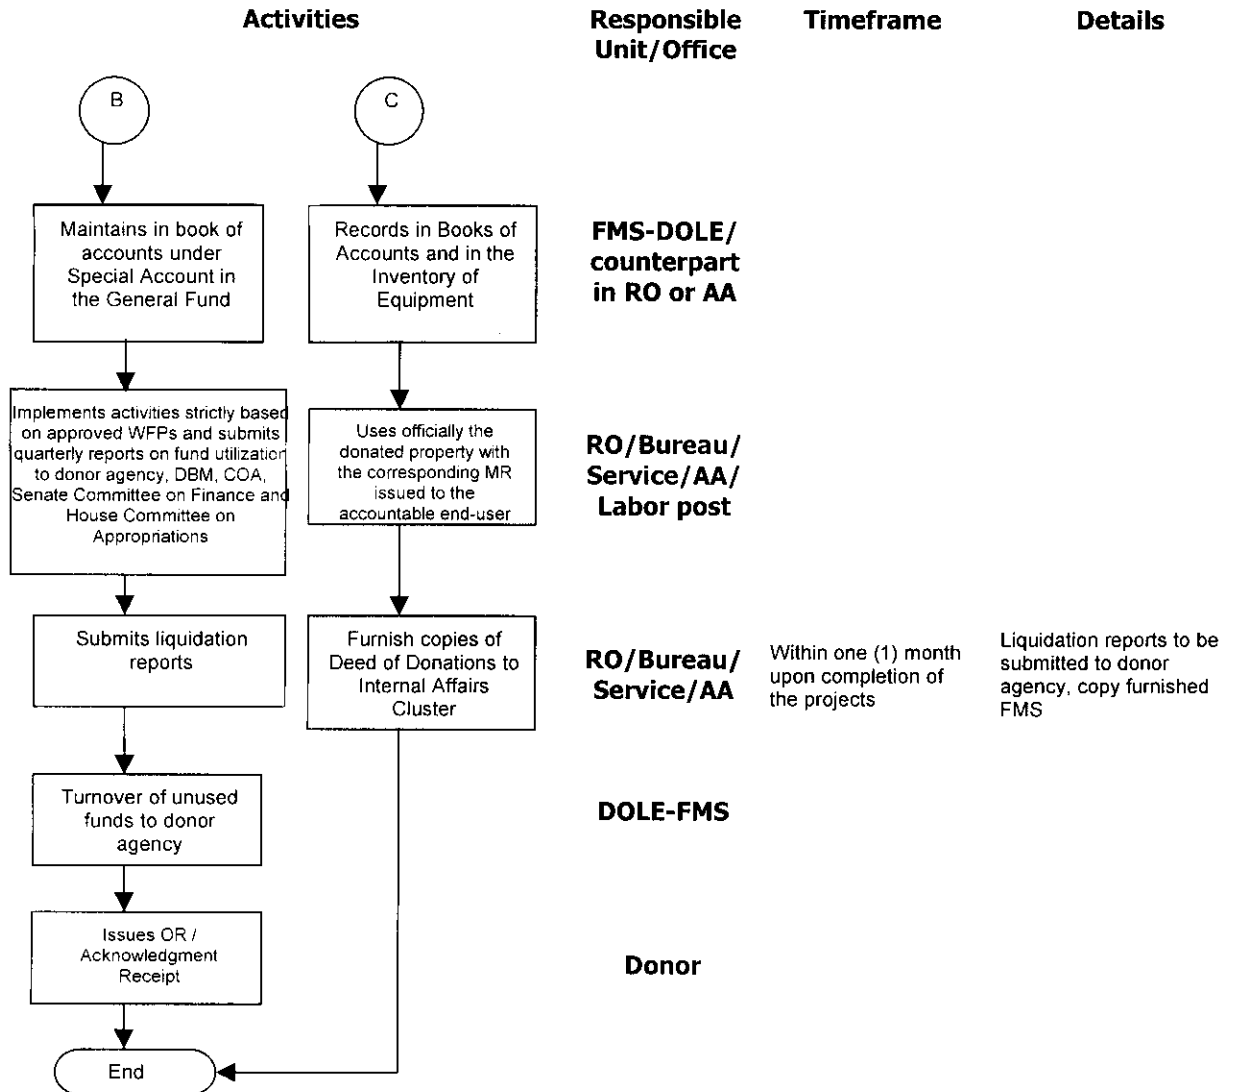 Activities
Responsible
Unit/Office
Timeframe
Details
B
C
Maintains in book of
accounts under
Special Account in
the General Fund
Records in Books of
Accounts and in the
Inventory of
Equipment
FMS-DOLE/
counterpart
in RO or AA
Implements activities strictly based
on approved WFPs and submits
quarterly reports on fund utilization
to donor agency, DBM, COA,
Senate Committee on Finance and
House Committee on
Appropriations
Uses officially the
donated property with
the corresponding MR
issued to the
accountable end-user
RO/Bureau/
Service/AA/
Labor post
Submits liquidation
reports
Furnish copies of
Deed of Donations to
Internal Affairs
Cluster
RO/Bureau/
Service/AA
Within one (1) month
upon completion of
the projects
Liquidation reports to be
submitted to donor
agency, copy furnished
FMS
Turnover of unused
funds to donor
agency
DOLE-FMS
Issues OR /
Acknowledgment
Receipt
Donor
End